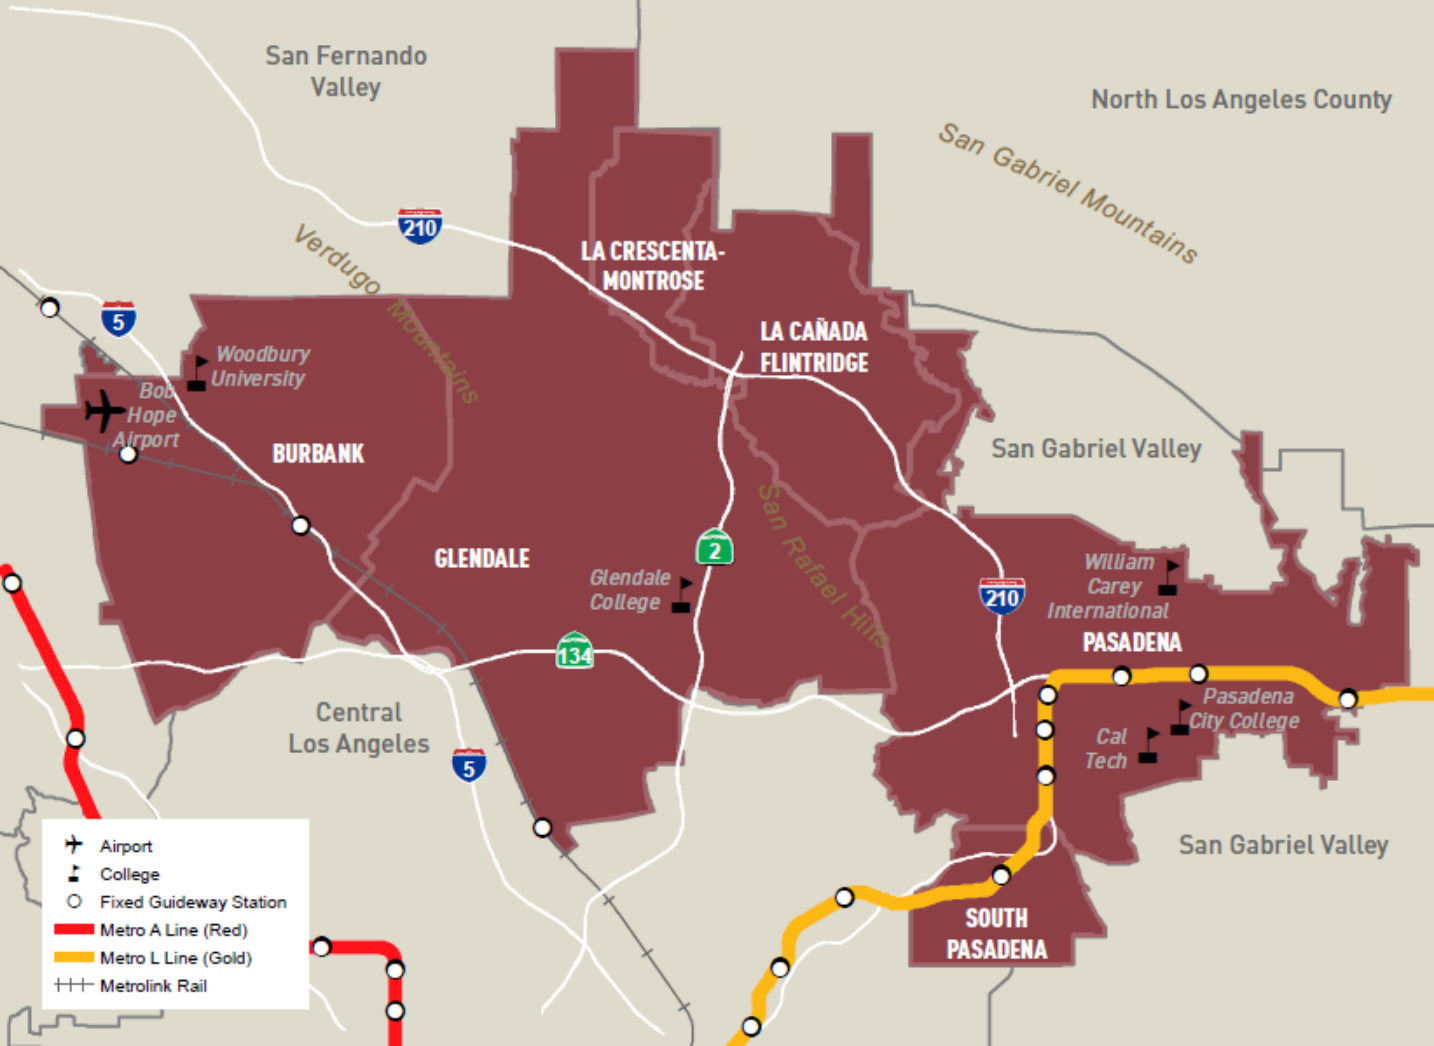 San Fernando
Valley
North Los Angeles County
San Gabriel Mountains
210
Verdugo Mountains
LA CRESCENTA-
MONTROSE
5
LA CAÑADA
FLINTRIDGE
Woodbury
University
Bob
Hope
Airport
BURBANK
San Gabriel Valley
San Rafael Hills
GLENDALE
2
Glendale
College
William
Carey
International
210
PASADENA
134
Pasadena
City College
Cal
Tech
Central
Los Angeles
5
San Gabriel Valley
SOUTH
PASADENA
Airport
College
Fixed Guideway Station
Metro A Line (Red)
Metro L Line (Gold)
Metrolink Rail